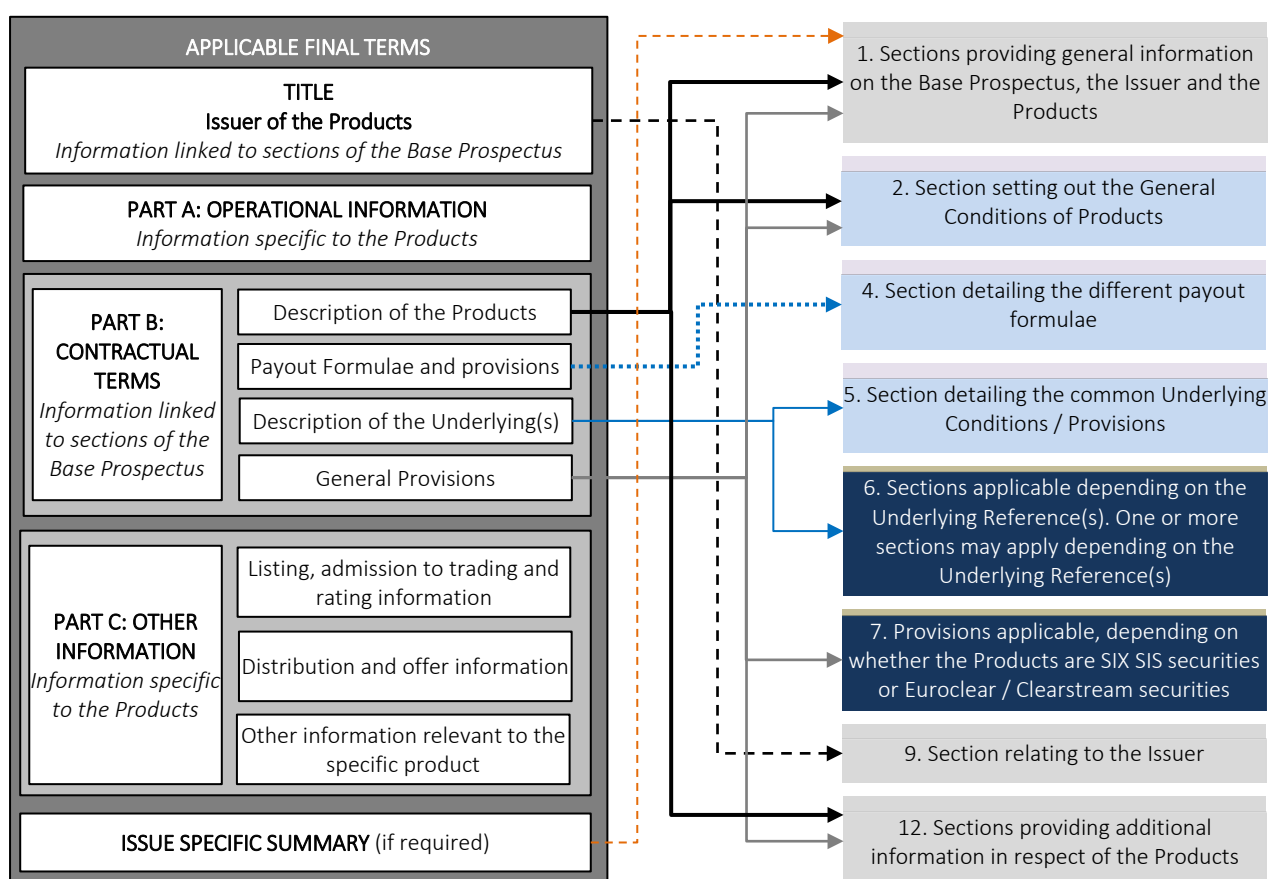 APPLICABLE FINAL TERMS
TITLE
Issuer of the Products
Information linked to sections of the Base Prospectus
PART A: OPERATIONAL INFORMATION
Information specific to the Products
PART B:
CONTRACTUAL
TERMS
Information linked
to sections of the
Base Prospectus
Description of the Products
Payout Formulae and provisions
Description of the Underlying(s)
General Provisions
PART C: OTHER
INFORMATION
Information specific
to the Products
Listing, admission to trading and
rating information
Distribution and offer information
Other information relevant to the
specific product
ISSUE SPECIFIC SUMMARY (if required)
1. Sections providing general information
on the Base Prospectus, the Issuer and the
Products
2. Section setting out the General
Conditions of Products
4. Section detailing the different payout
formulae
5. Section detailing the common Underlying
Conditions / Provisions
6. Sections applicable depending on the
Underlying Reference(s). One or more
sections may apply depending on the
Underlying Reference(s)
7. Provisions applicable, depending on
whether the Products are SIX SIS securities
or Euroclear / Clearstream securities
9. Section relating to the Issuer
12. Sections providing additional
information in respect of the Products